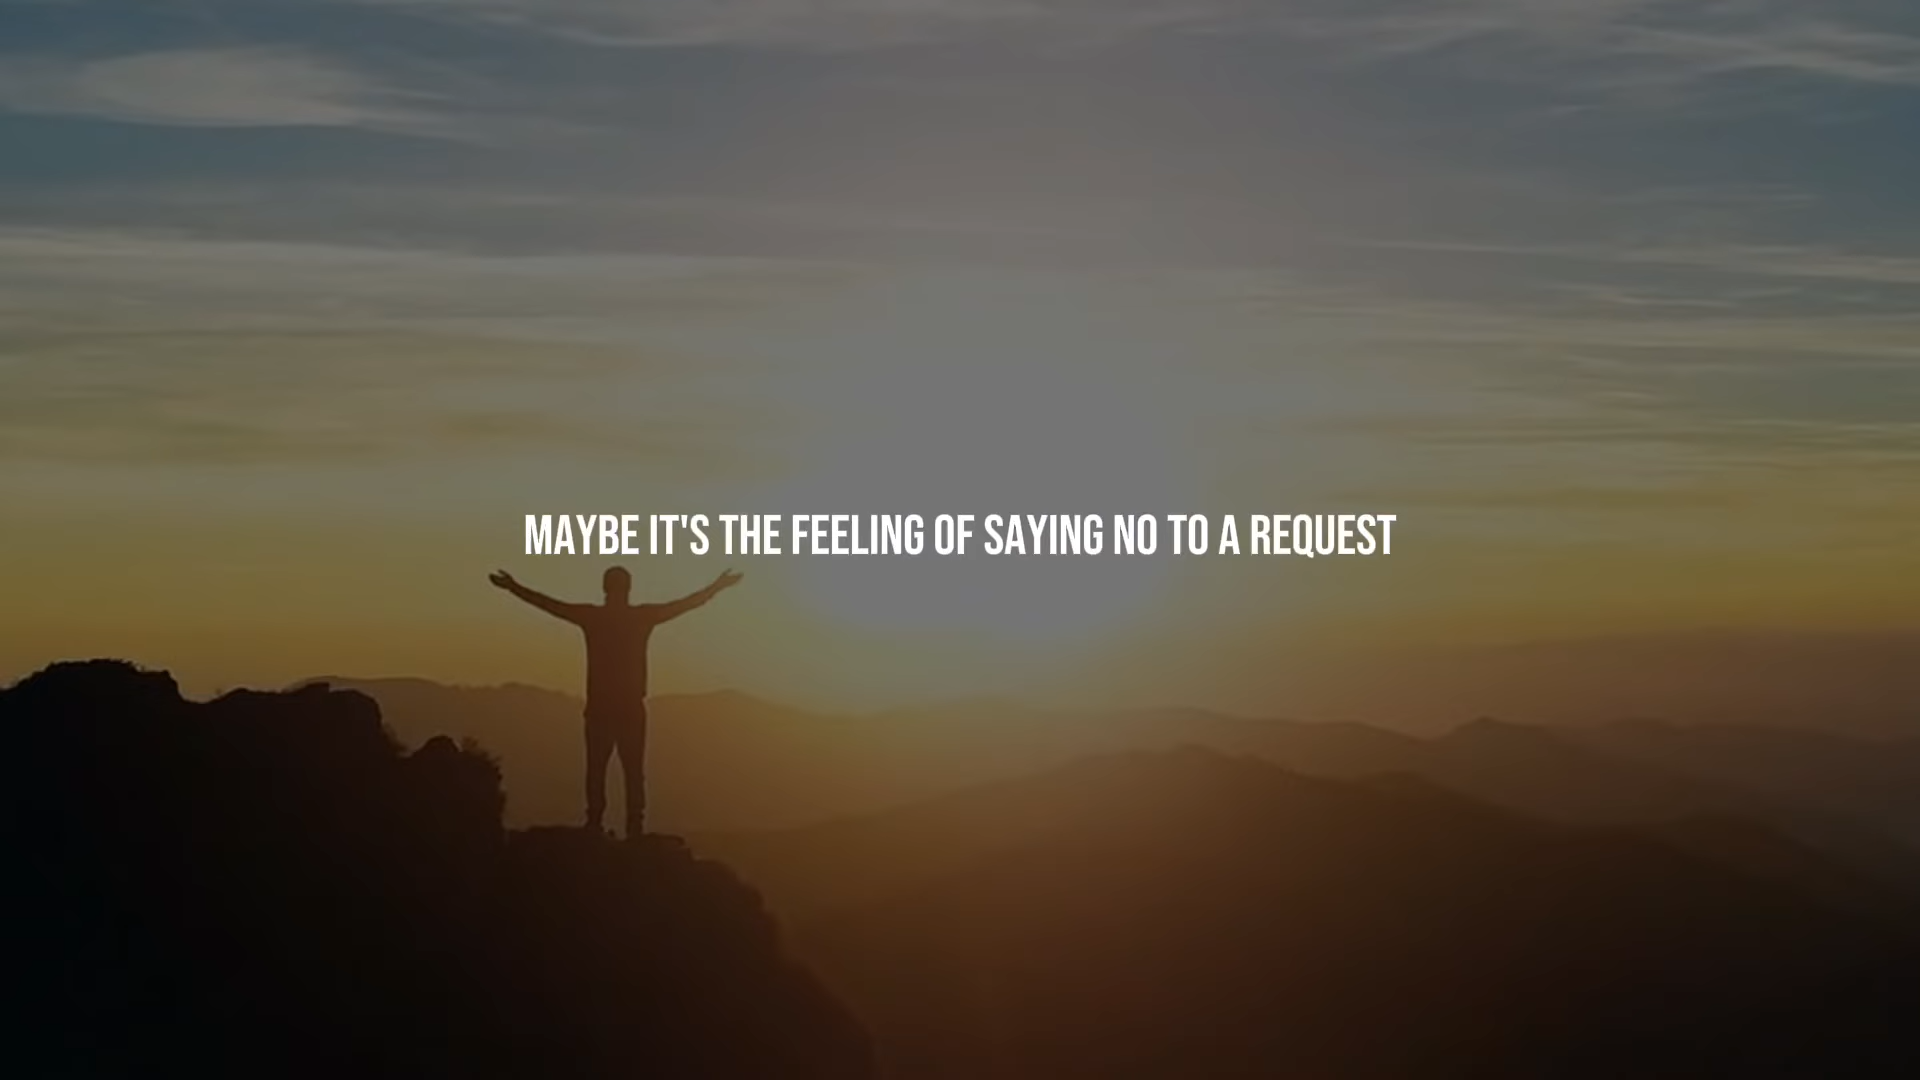 MAYBE IT'S THE FEELING OF SAYING NO TO A REQUEST